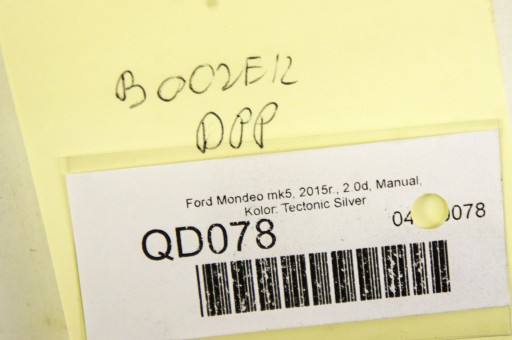 BOOZER
DPP
Ford Mondeo mk5, 2015r., 2.0d, Manual,
Kolor: Tectonic Silver
QD078